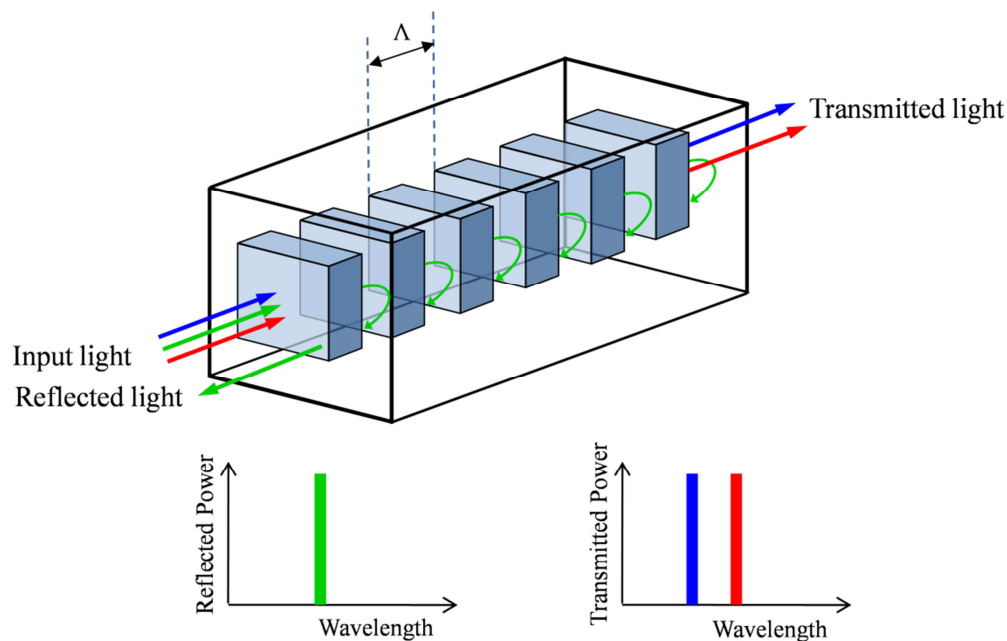 Λ
Transmitted light
Input light
Reflected light
Reflected Power
Wavelength
Transmitted Power
Wavelength